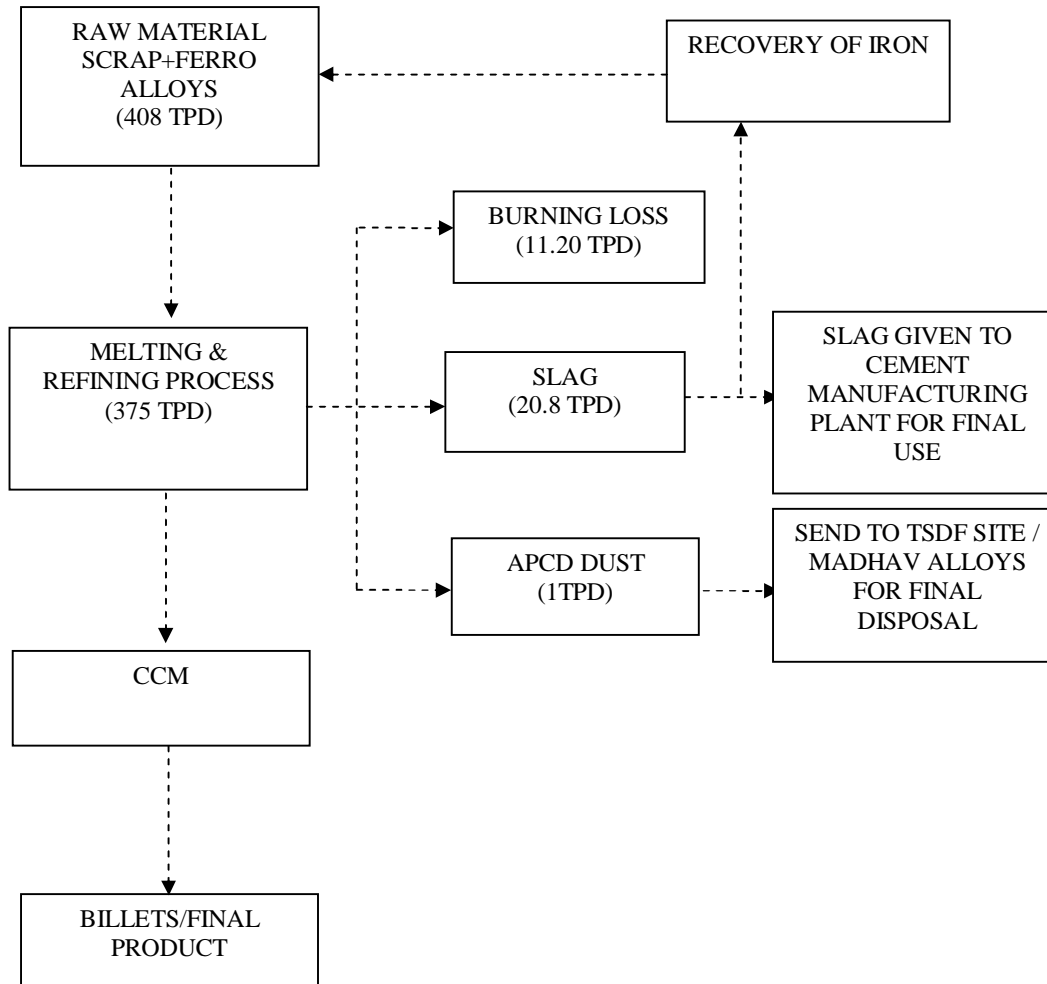 RAW MATERIAL
SCRAP+FERRO
ALLOYS
(408 TPD)
RECOVERY OF IRON
BURNING LOSS
(11.20 TPD)
MELTING &
REFINING PROCESS
(375 TPD)
SLAG
(20.8 TPD)
SLAG GIVEN TO
CEMENT
MANUFACTURING
PLANT FOR FINAL
USE
APCD DUST
(1TPD)
SEND TO TSDF SITE /
MADHAV ALLOYS
FOR FINAL
DISPOSAL
CCM
BILLETS/FINAL
PRODUCT